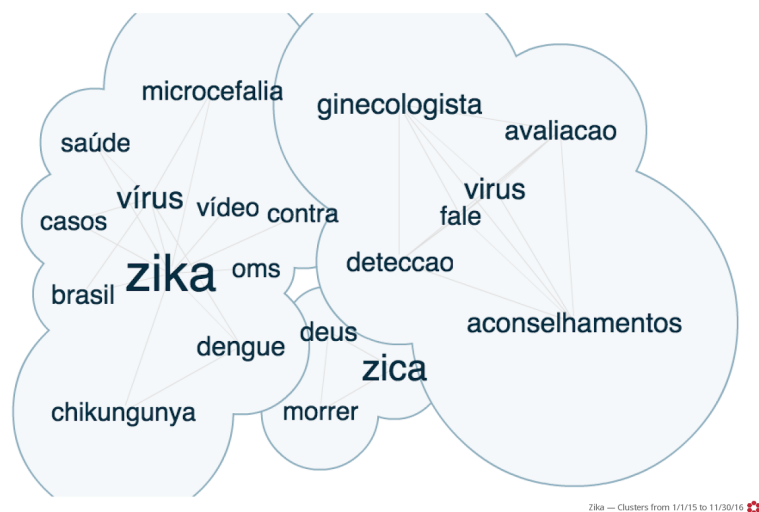 microcefalia
ginecologista
avaliacao
saúde
vírus
vídeo
contra
virus
fale
casos
zika
oms
deteccao
brasil
aconselhamentos
deus
dengue
zica
chikungunya
morrer
Zika — Clusters from 1/1/15 to 11/30/16